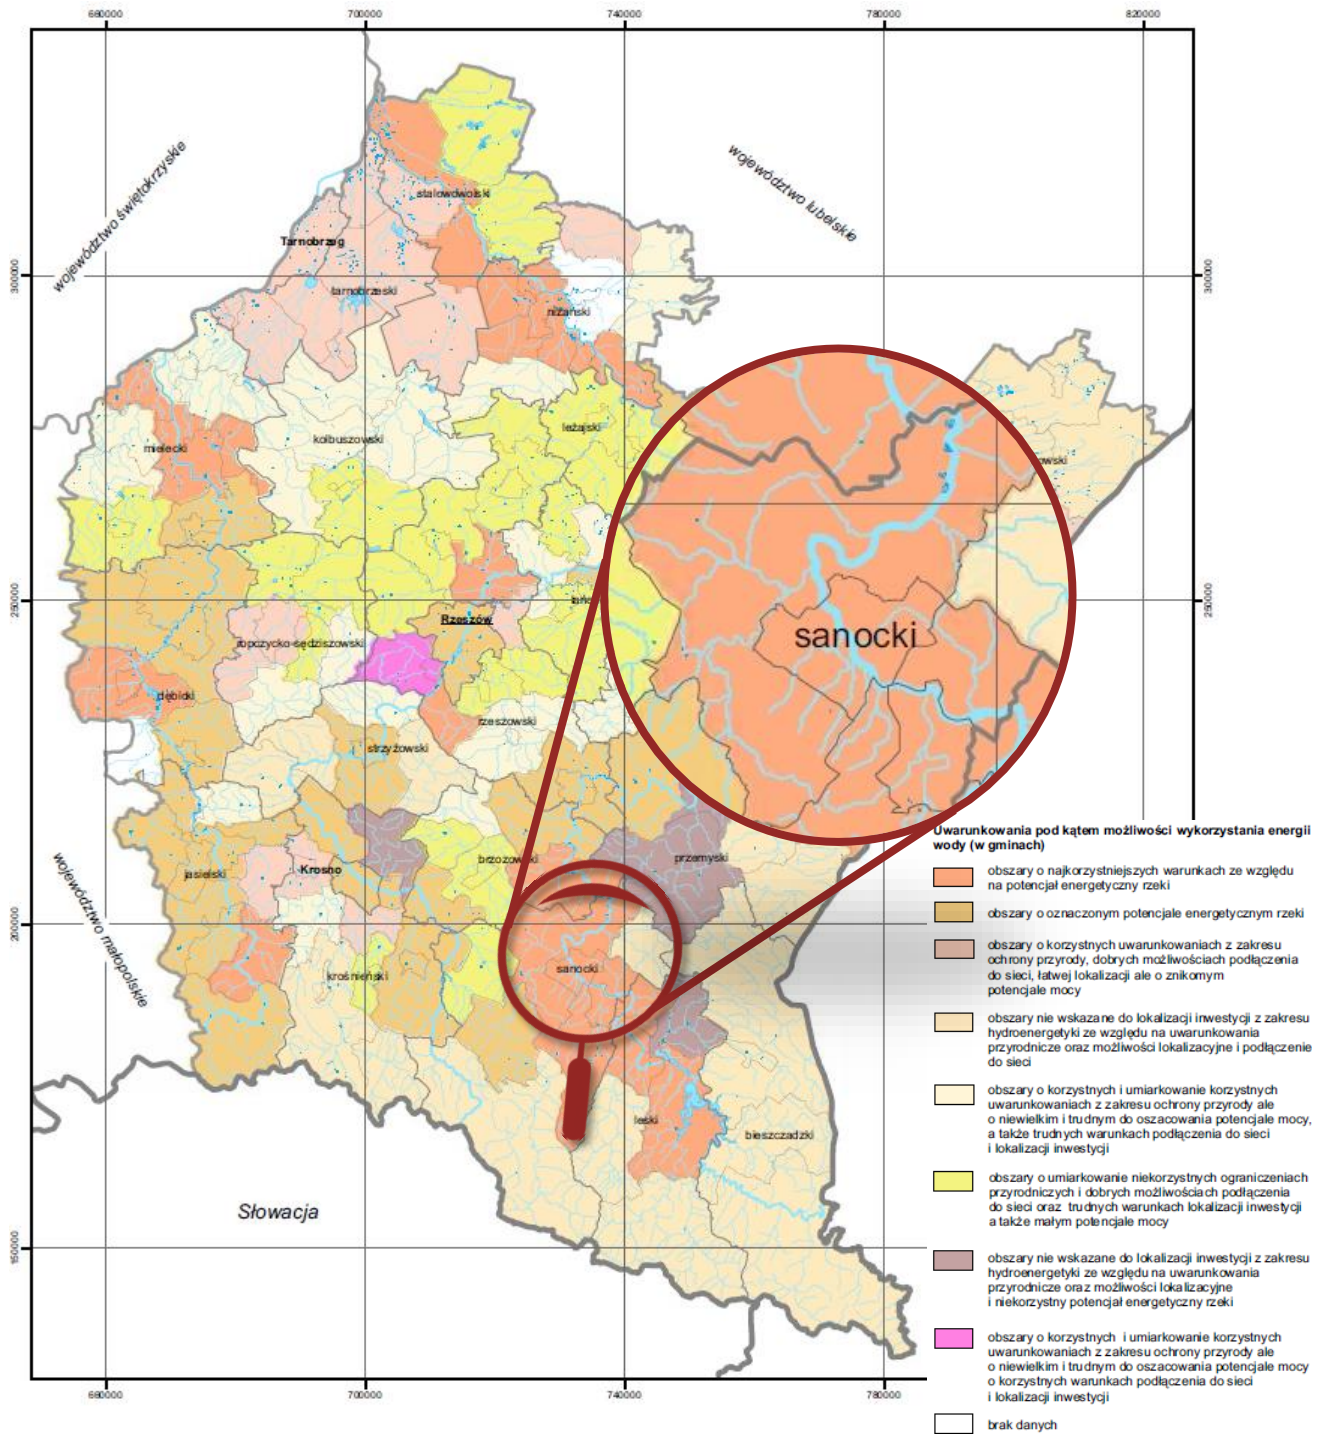 660000
700000
740000
780000
820000
województwo świętokrzyskie
województwo lubelskie
stalowowolski
Tarnobrzeg
tarnobrzeski
niżański
300000
300000
mielecki
kolbuszowski
leżajski
owski
250000
250000
Rzeszów
ropczycko-sędziszowski
sanocki
dębicki
rzeszowski
strzyżowski
jasielski
Krosno
brzozowski
przemyski
województwo małopolskie
200000
krośnieński
sanocki
leski
bieszczadzki
Słowacja
150000
660000
700000
740000
780000
Uwarunkowania pod kątem możliwości wykorzystania energii
wody (w gminach)
obszary o najkorzystniejszych warunkach ze względu
na potencjał energetyczny rzeki
obszary o oznaczonym potencjale energetycznym rzeki
obszary o korzystnych uwarunkowaniach z zakresu
ochrony przyrody, dobrych możliwościach podłączenia
do sieci, łatwej lokalizacji ale o znikomym
potencjale mocy
obszary nie wskazane do lokalizacji inwestycji z zakresu
hydroenergetyki ze względu na uwarunkowania
przyrodnicze oraz możliwości lokalizacyjne i podłączenie
do sieci
obszary o korzystnych i umiarkowanie korzystnych
uwarunkowaniach z zakresu ochrony przyrody ale
o niewielkim i trudnym do oszacowania potencjale mocy,
a także trudnych warunkach podłączenia do sieci
i lokalizacji inwestycji
obszary o umiarkowanie niekorzystnych ograniczeniach
przyrodniczych i dobrych możliwościach podłączenia
do sieci oraz trudnych warunkach lokalizacji inwestycji
a także małym potencjale mocy
obszary nie wskazane do lokalizacji inwestycji z zakresu
hydroenergetyki ze względu na uwarunkowania
przyrodnicze oraz możliwości lokalizacyjne
i niekorzystny potencjał energetyczny rzeki
obszary o korzystnych i umiarkowanie korzystnych
uwarunkowaniach z zakresu ochrony przyrody ale
o niewielkim i trudnym do oszacowania potencjale mocy
o korzystnych warunkach podłączenia do sieci
i lokalizacji inwestycji
brak danych